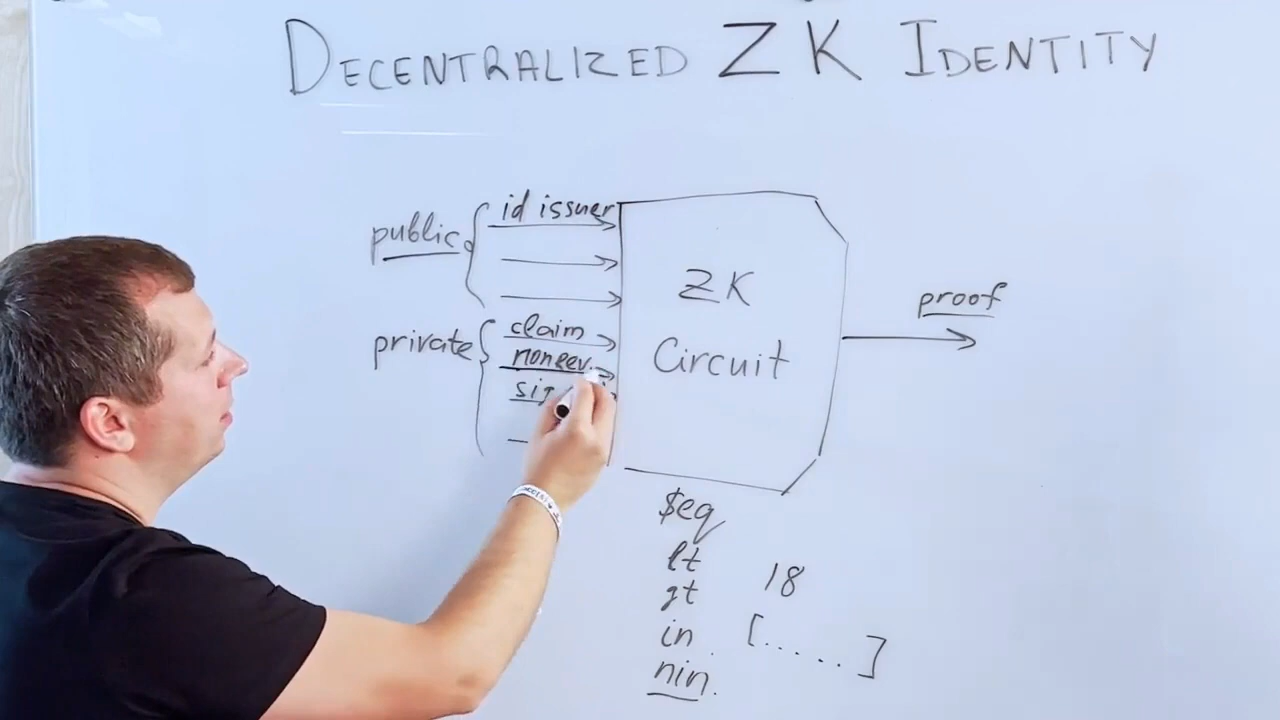 DECENTRALIZED ZK IDENTITY
id issuer
public
claim
private
nonrev.
ZK
Circuit
proof
$eq
lt
gt
18
in
[.....]
nin.